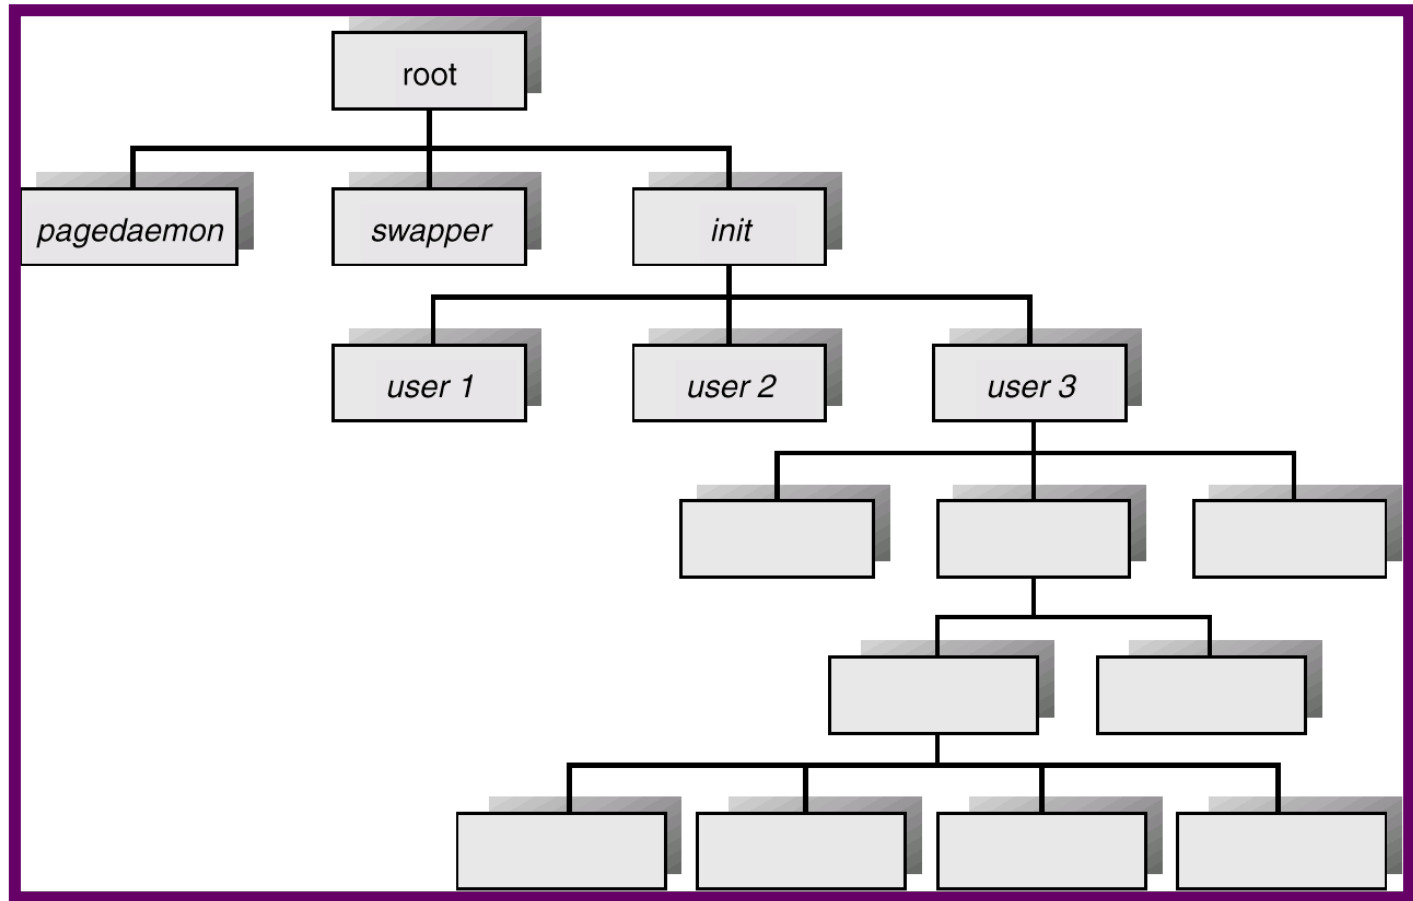 root
pagedaemon
swapper
init
user 1
user 2
user 3